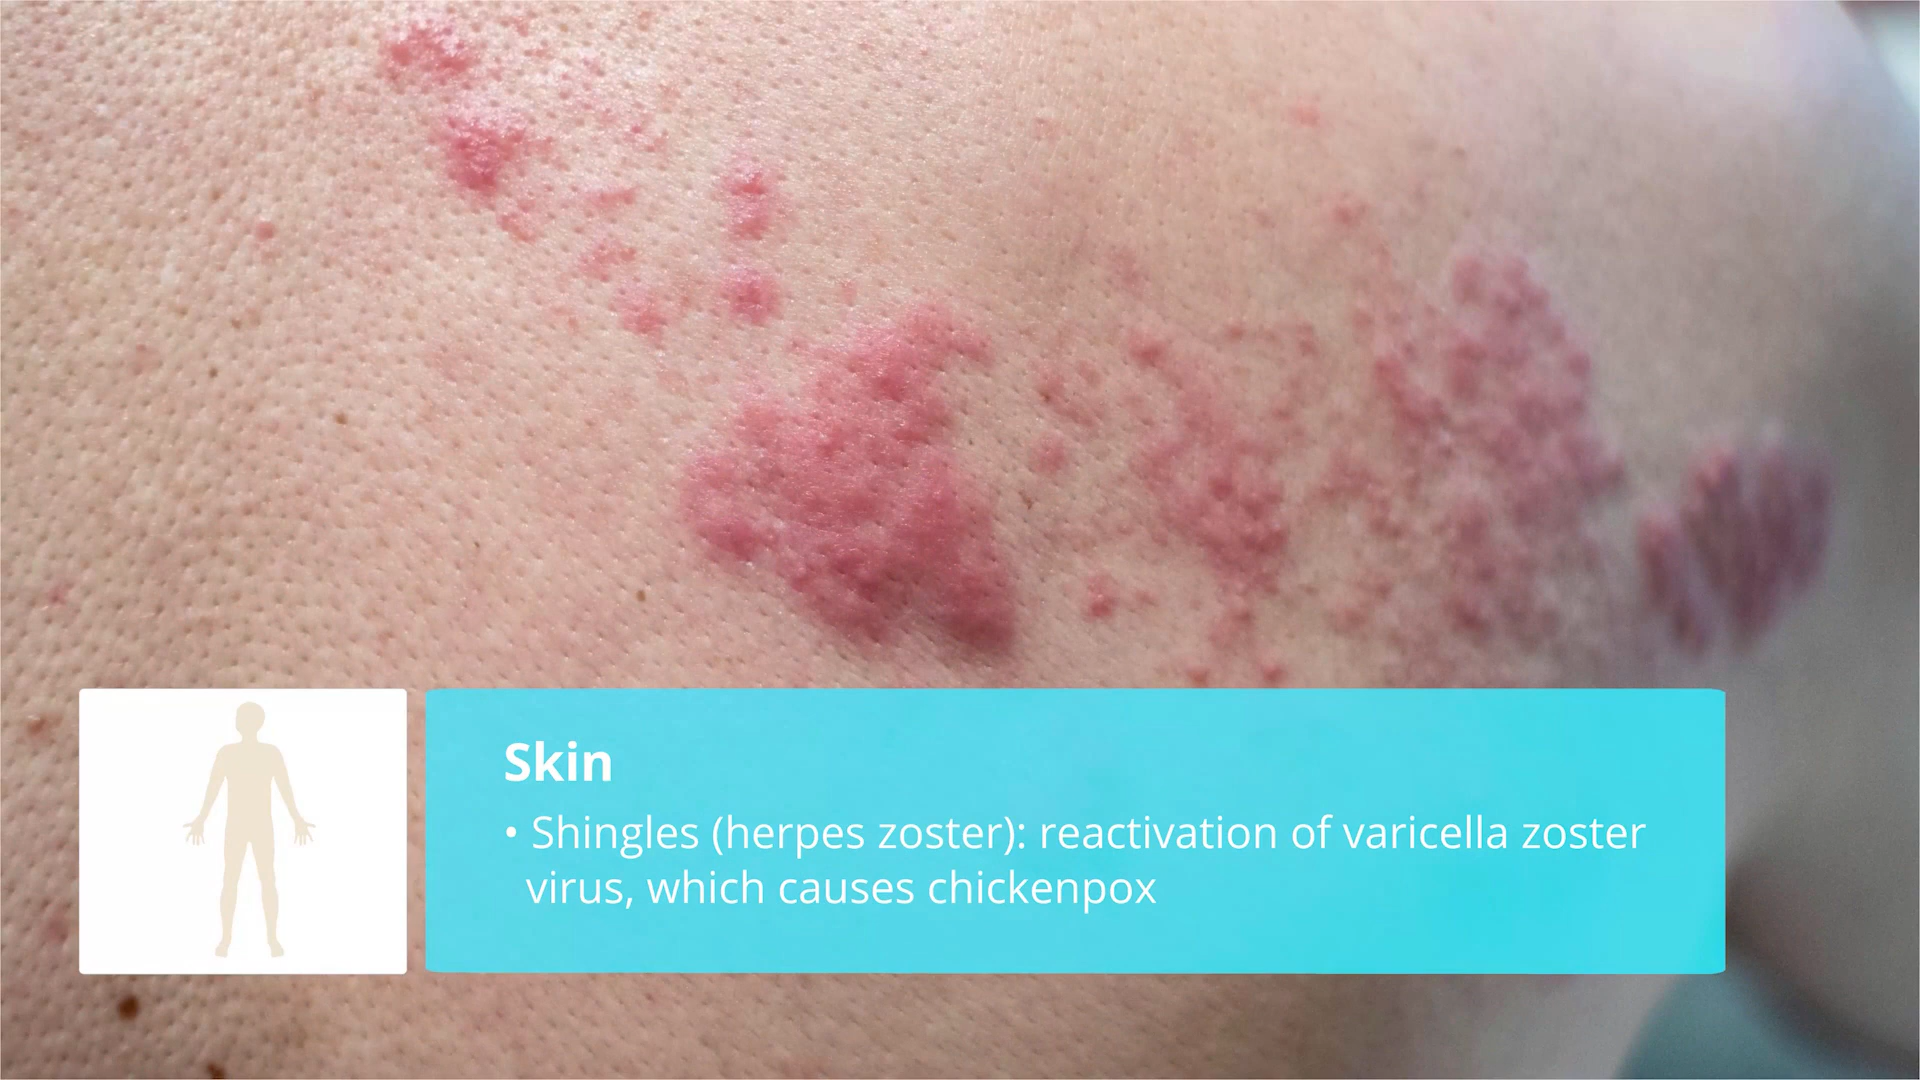 Skin
• Shingles (herpes zoster): reactivation of varicella zoster
virus, which causes chickenpox